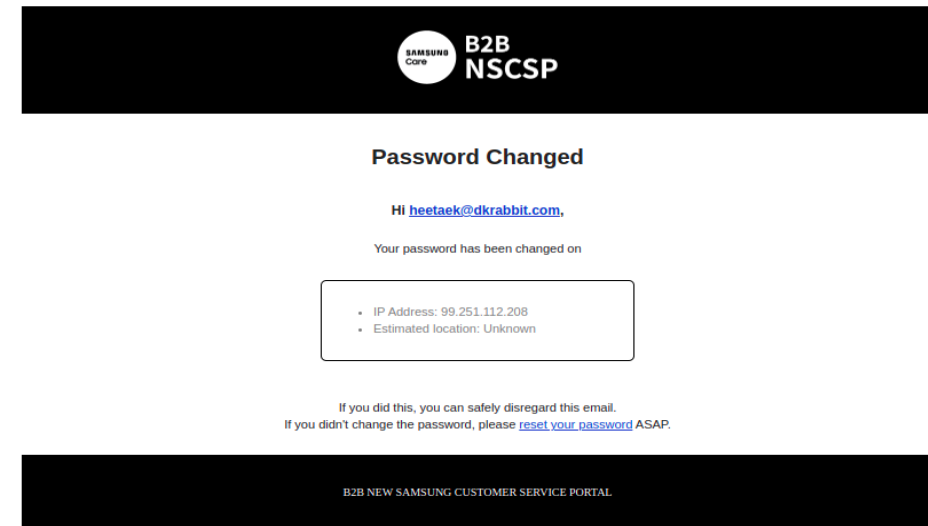 SAMSUNG
Care
B2B
NSCSP
Password Changed
Hi heetaek@dkrabbit.com,
Your password has been changed on
• IP Address: 99.251.112.208
• Estimated location: Unknown
If you did this, you can safely disregard this email.
If you didn't change the password, please reset your password ASAP.
B2B NEW SAMSUNG CUSTOMER SERVICE PORTAL